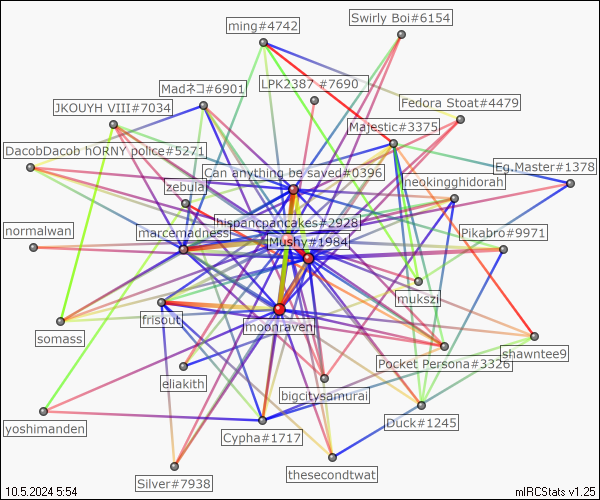 Swirly Boi#6154
ming#4742
Madネコ#6901
LPK2387 #7690
JKOUYH VIII#7034
Fedora Stoat#4479
Majestic#3375
DacobDacob hORNY police#5271
Can anything be saved#0396
Eg.Master#1378
zebulal
neokingghidorah
hispancpancakes#2928
normalwan
marcemadness
Pikabro#9971
Mushy#1984
mukszi
frisout
moonraven
somass
shawntee9
Pocket Persona#3326
eliakith
bigcitysamurai
yoshimanden
Duck#1245
Cypha#1717
thesecondtwat
Silver#7938
10.5.2024 5:54
mIRCStats v1.25